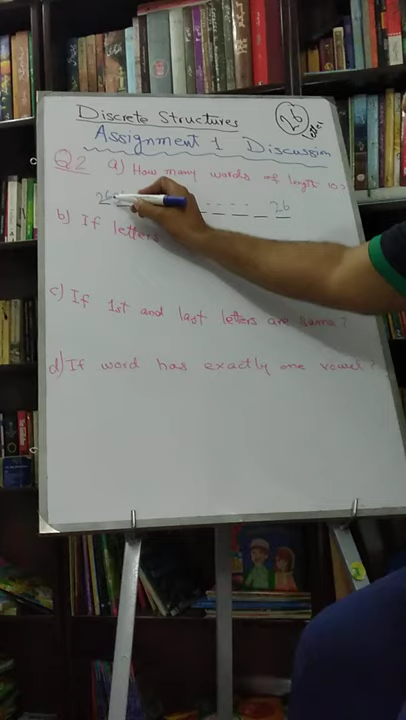 Discrete Structures
26
letters
Assignment 1 Discussion
Q2 a) How many words of length 10?
26 26
b) If letters
c) If 1st and last letters are same?
d) If word has exactly one vowel?